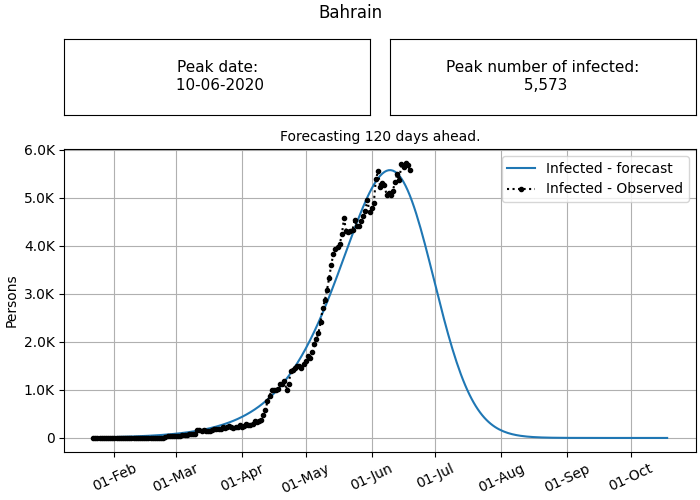 Bahrain
Peak date:
10-06-2020
Peak number of infected:
5,573
Forecasting 120 days ahead.
6.0K
5.0K
4.0K
3.0K
2.0K
1.0K
0
Persons
Infected - forecast
Infected - Observed
01-Feb
01-Mar
01-Apr
01-May
01-Jun
01-Jul
01-Aug
01-Sep
01-Oct